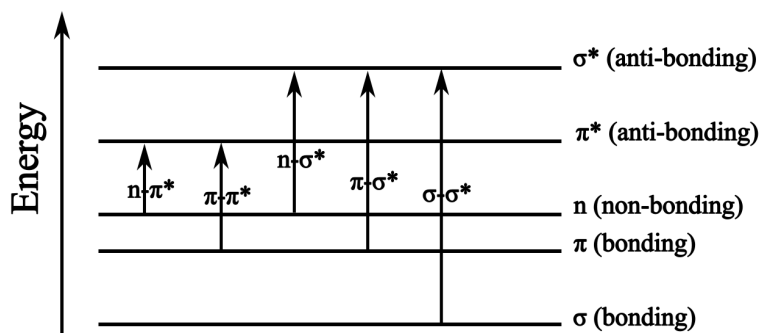 σ* (anti-bonding)
π* (anti-bonding)
n-σ*
n-π*
π-π*
π-σ*
σ-σ*
n (non-bonding)
π (bonding)
σ (bonding)
Energy